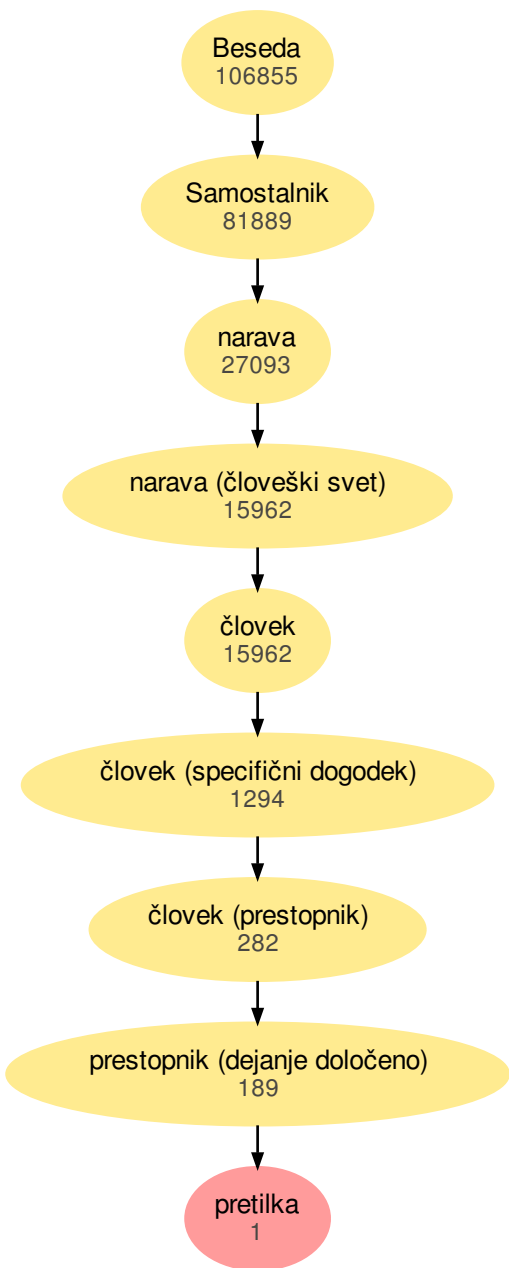 Beseda
106855
Samostalnik
81889
narava
27093
narava (človeški svet)
15962
človek
15962
človek (specifični dogodek)
1294
človek (prestopnik)
282
prestopnik (dejanje določeno)
189
pretilka
1